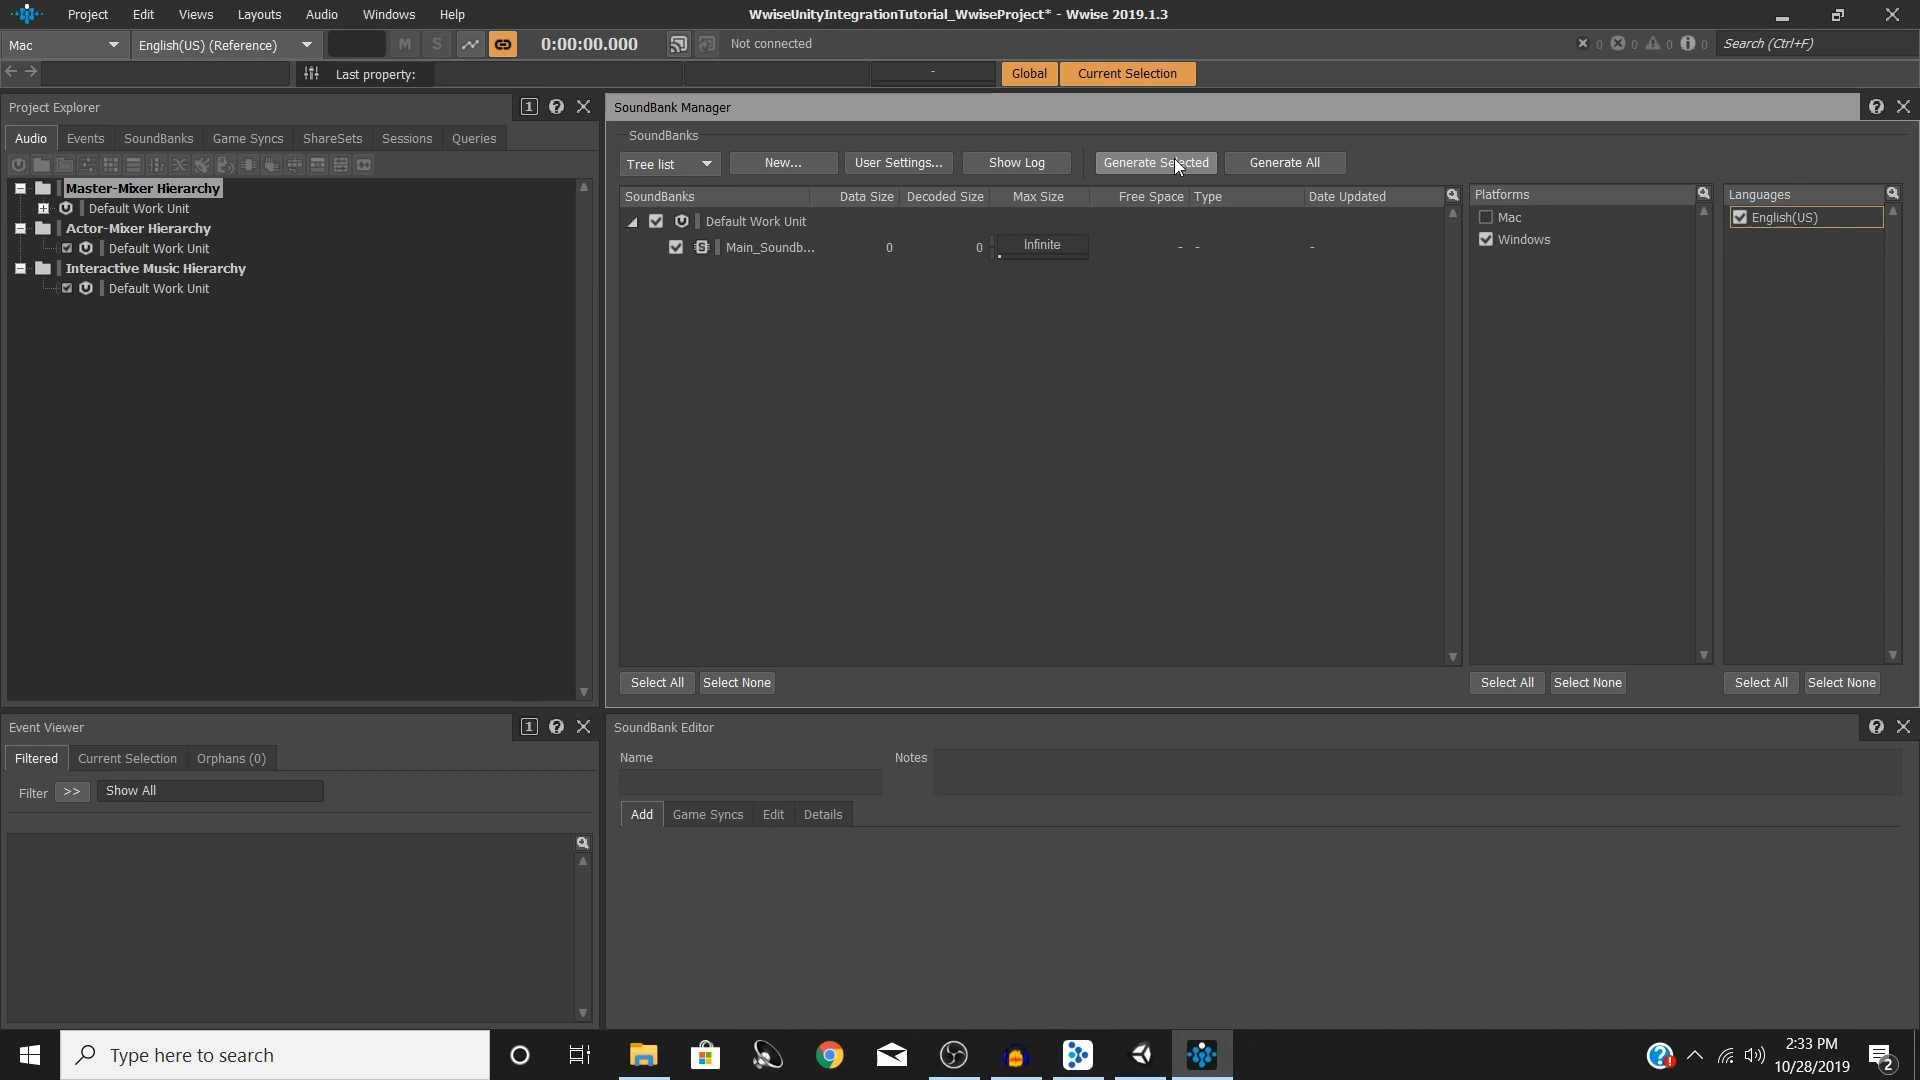 Project Edit Views Layouts Audio Windows Help WwiseUnityIntegrationTutorial_WwiseProject* - Wwise 2019.1.3
Mac English(US) (Reference) M S 0:00:00.000 Not connected 0 0 0 0 Search (Ctrl+F)
Last property: - Global Current Selection
Project Explorer 1 SoundBank Manager
Audio Events SoundBanks Game Syncs ShareSets Sessions Queries SoundBanks
Tree list New... User Settings... Show Log Generate Selected Generate All
Master-Mixer Hierarchy SoundBanks Data Size Decoded Size Max Size Free Space Type Date Updated Platforms Languages
Default Work Unit Default Work Unit Mac English(US)
Actor-Mixer Hierarchy Windows
Default Work Unit Main_Soundb... 0 0 Infinite - - -
Interactive Music Hierarchy
Default Work Unit
Select All Select None Select All Select None Select All Select None
Event Viewer 1 SoundBank Editor
Filtered Current Selection Orphans (0) Name Notes
Filter >> Show All
Add Game Syncs Edit Details
Type here to search 2:33 PM
10/28/2019 2